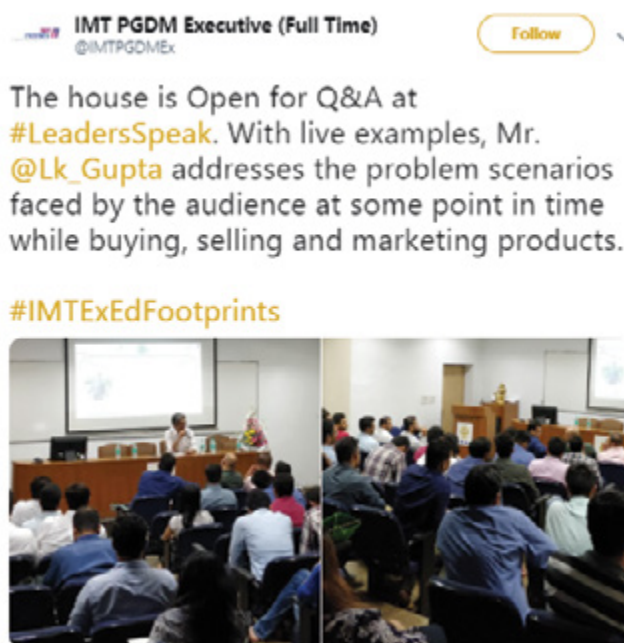 IMT PGDM Executive (Full Time)
@IMTPGDMEx
Follow
The house is Open for Q&A at
#LeadersSpeak. With live examples, Mr.
@Lk_Gupta addresses the problem scenarios
faced by the audience at some point in time
while buying, selling and marketing products.
#IMTExEdFootprints